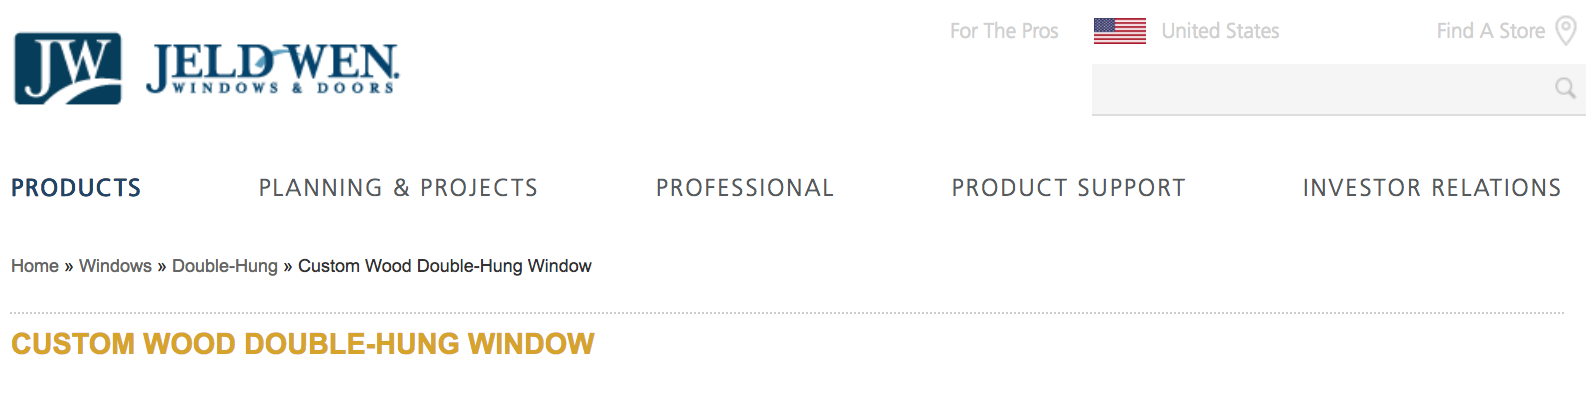 For The Pros United States Find A Store
JW JELD-WEN.
WINDOWS & DOORS
PRODUCTS PLANNING & PROJECTS PROFESSIONAL PRODUCT SUPPORT INVESTOR RELATIONS
Home » Windows » Double-Hung » Custom Wood Double-Hung Window
CUSTOM WOOD DOUBLE-HUNG WINDOW